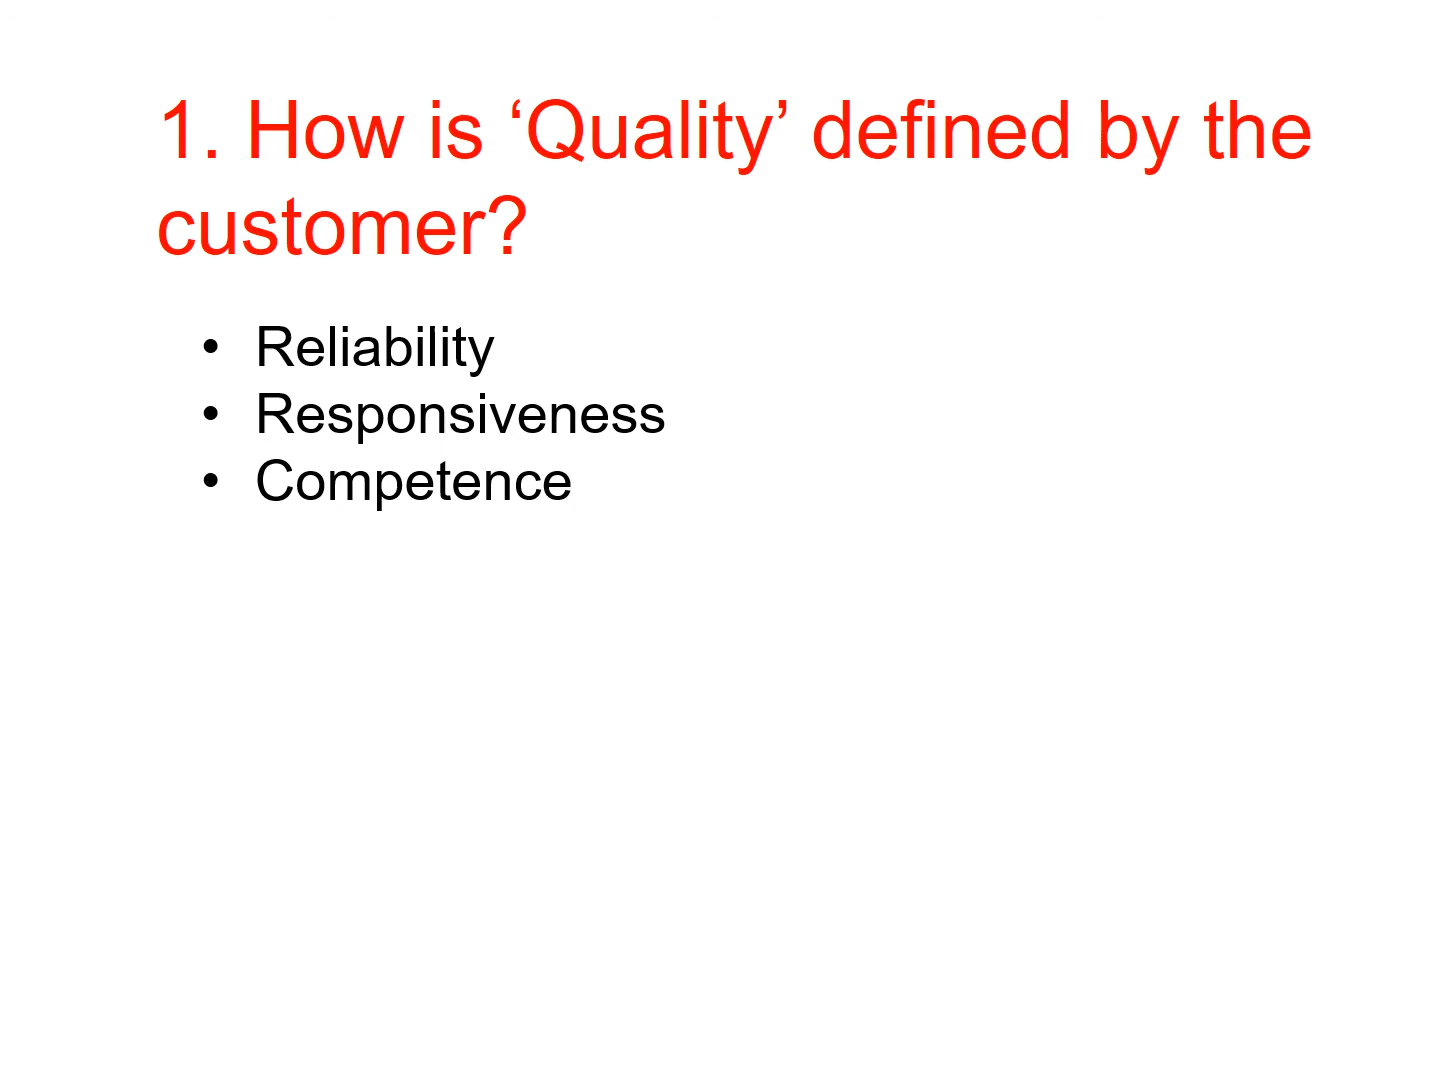 1. How is ‘Quality’ defined by the
customer?
• Reliability
• Responsiveness
• Competence